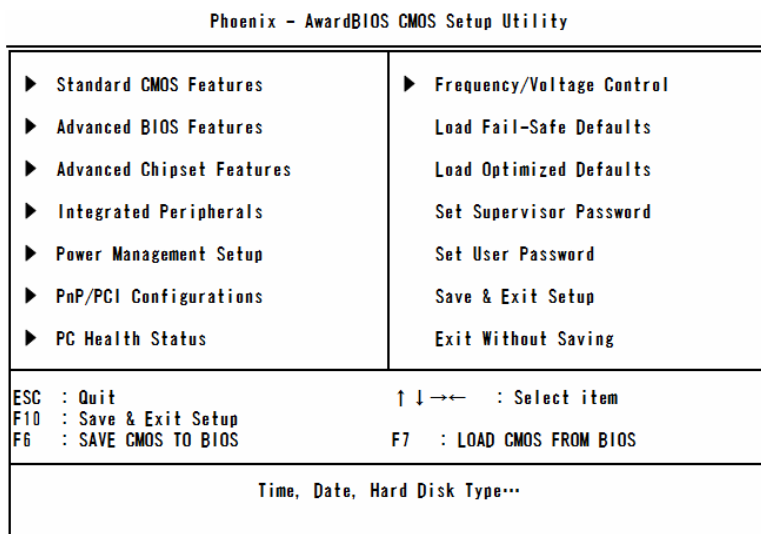 Phoenix - AwardBIOS CMOS Setup Utility
▶ Standard CMOS Features
▶ Advanced BIOS Features
▶ Advanced Chipset Features
▶ Integrated Peripherals
▶ Power Management Setup
▶ PnP/PCI Configurations
▶ PC Health Status
▶ Frequency/Voltage Control
Load Fail-Safe Defaults
Load Optimized Defaults
Set Supervisor Password
Set User Password
Save & Exit Setup
Exit Without Saving
ESC : Quit
↑↓→← : Select item
F10 : Save & Exit Setup
F6 : SAVE CMOS TO BIOS
F7 : LOAD CMOS FROM BIOS
Time, Date, Hard Disk Type…